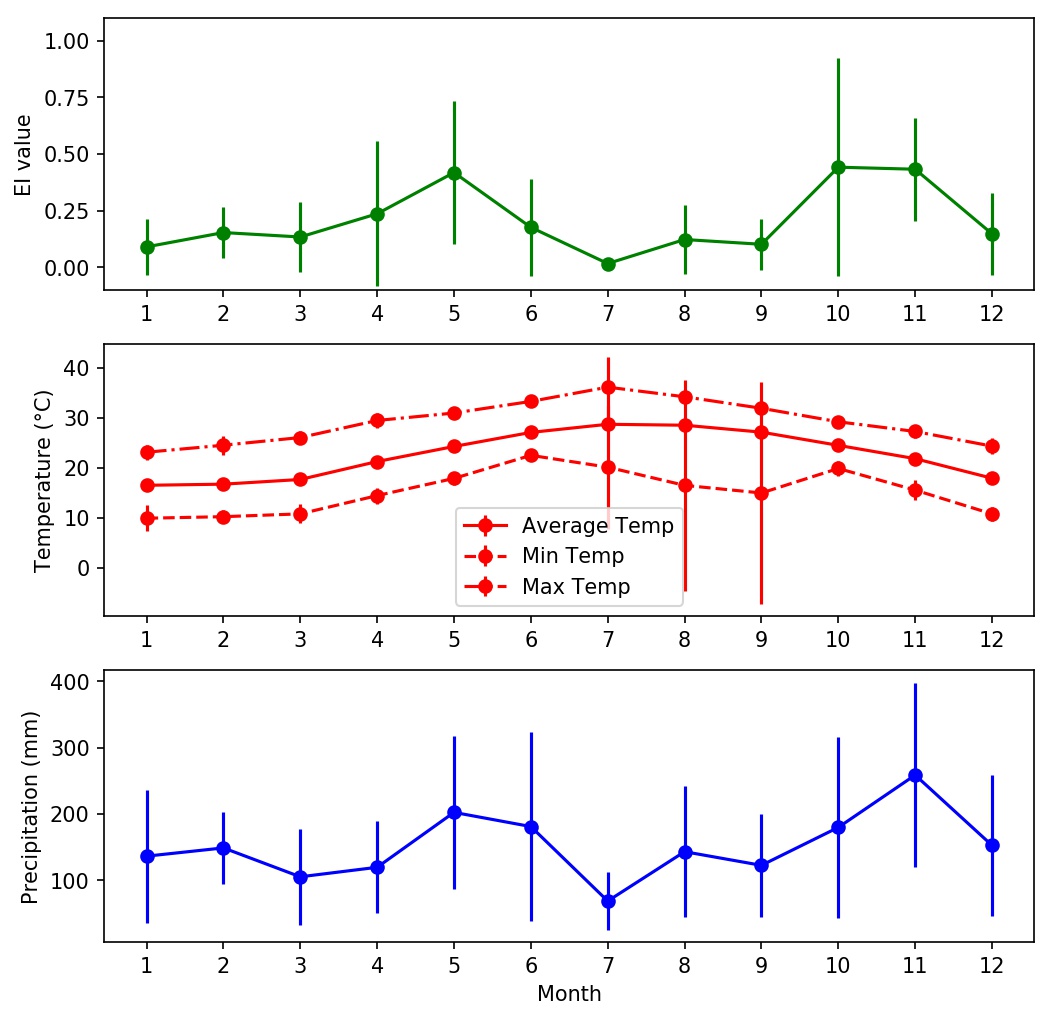 EI value
1.00
0.75
0.50
0.25
0.00
1 2 3 4 5 6 7 8 9 10 11 12
Temperature (°C)
40
30
20
10
0
Average Temp
Min Temp
Max Temp
1 2 3 4 5 6 7 8 9 10 11 12
Precipitation (mm)
400
300
200
100
1 2 3 4 5 6 7 8 9 10 11 12
Month